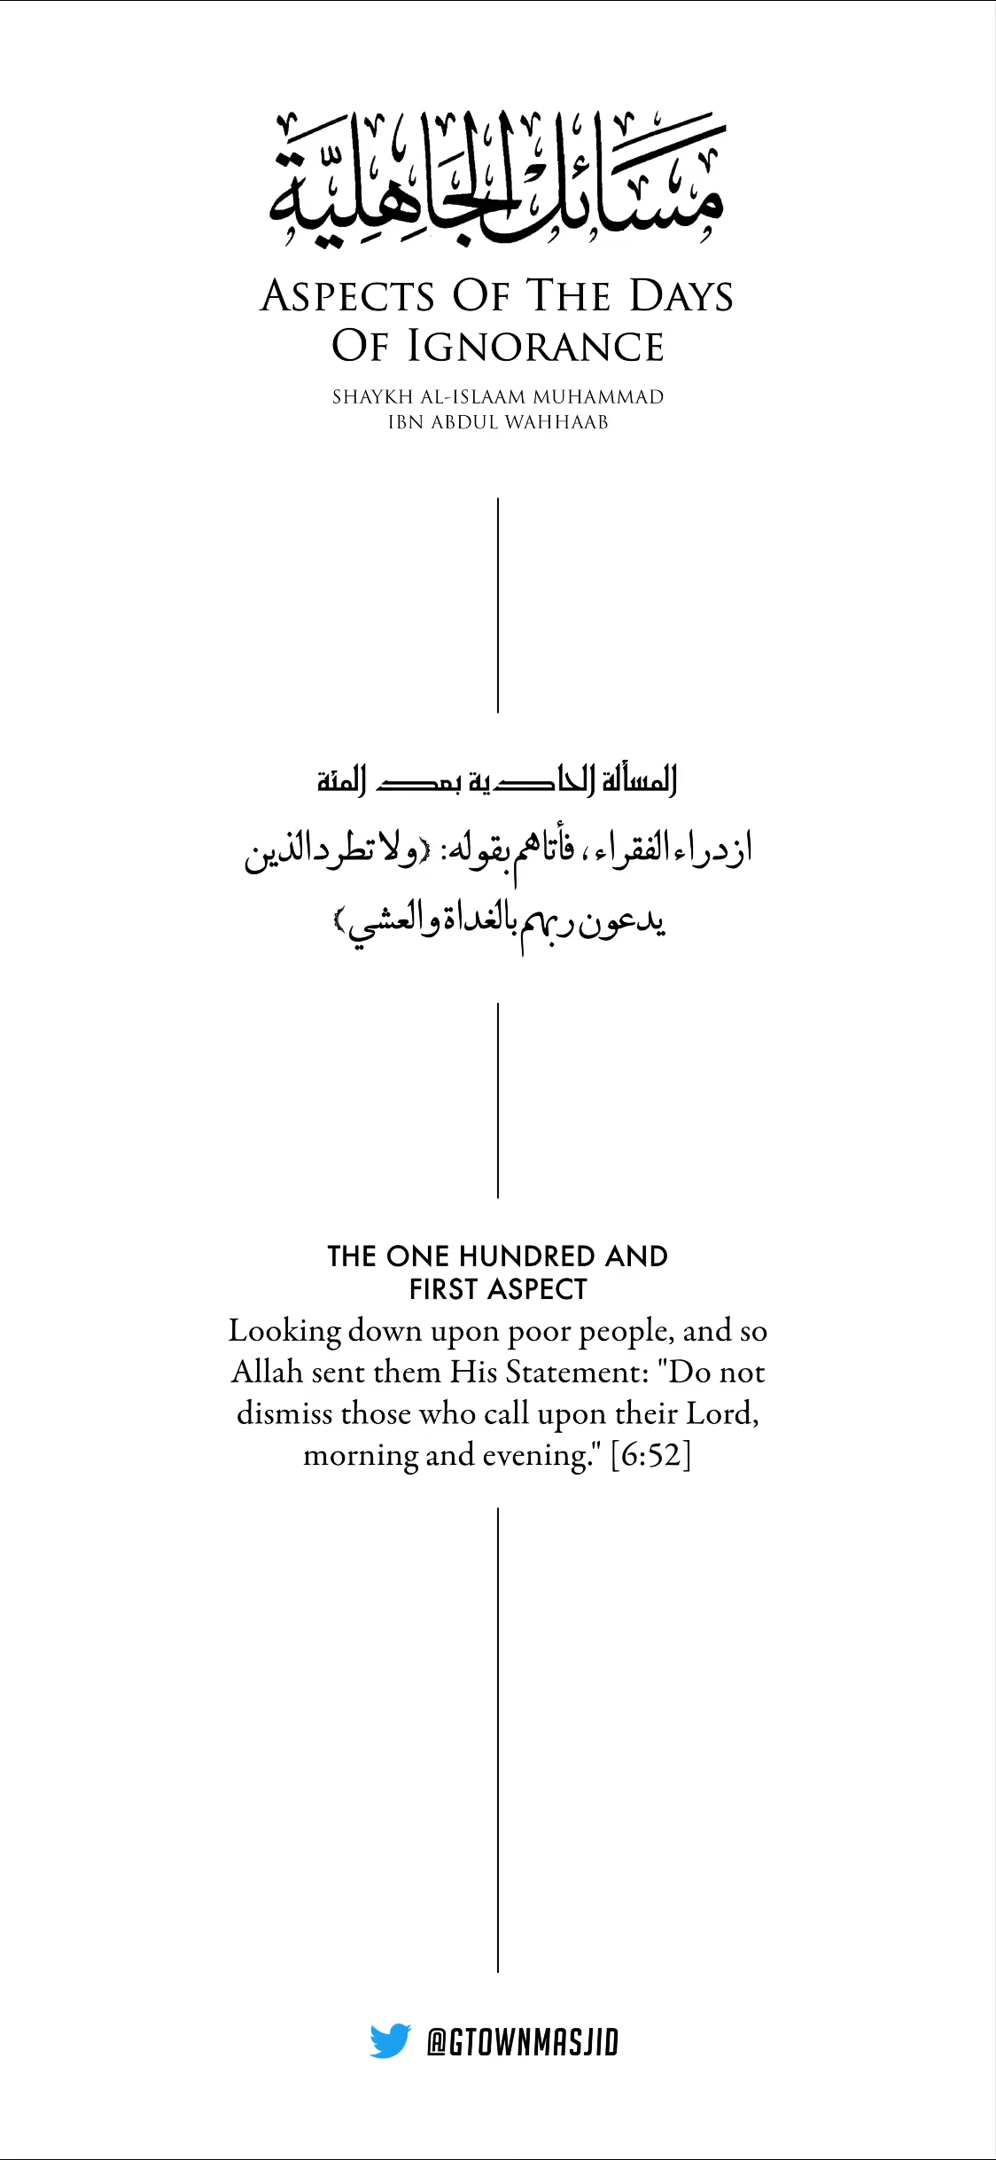 مَسَائِلُ الجَاهِلِيَّة
ASPECTS OF THE DAYS
OF IGNORANCE
SHAYKH AL-ISLAAM MUHAMMAD
IBN ABDUL WAHHAAB
المسألة الحادية بعد المئة
ازدراء الفقراء، فأتاهم بقوله: ﴿ولا تطرد الذين
يدعون ربهم بالغداة والعشي﴾
THE ONE HUNDRED AND
FIRST ASPECT
Looking down upon poor people, and so
Allah sent them His Statement: "Do not
dismiss those who call upon their Lord,
morning and evening." [6:52]
@GTOWNMASJID